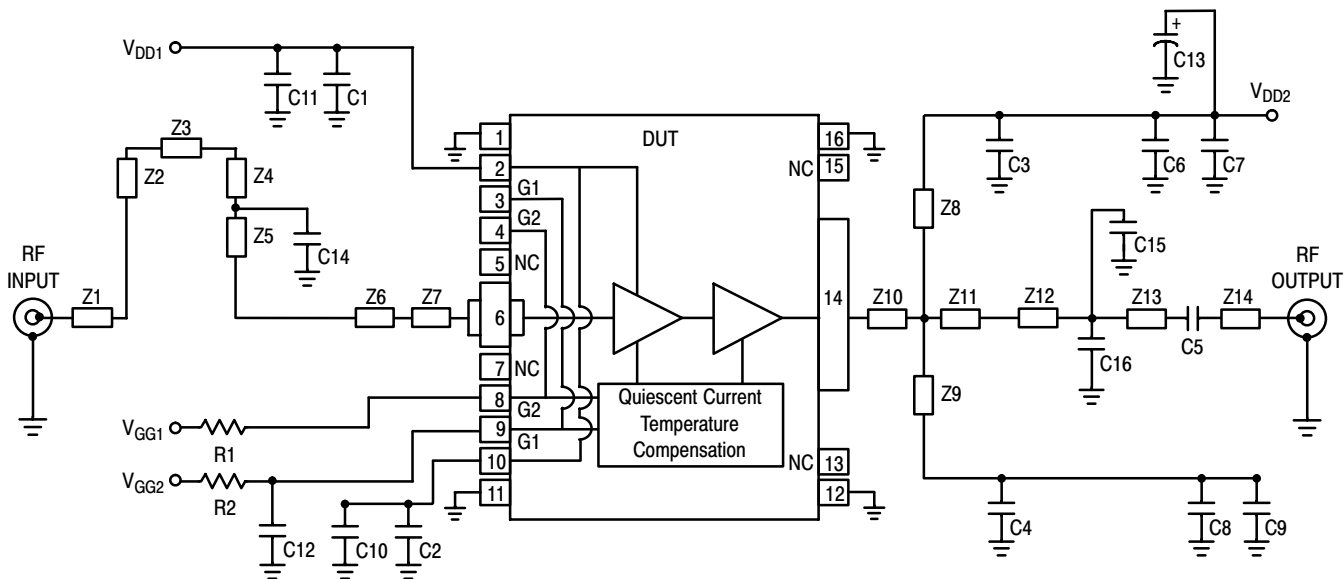 VDD1
C11
C1
+
C13
VDD2
Z3
Z2
Z4
Z5
C14
RF
INPUT
Z1
Z6
Z7
DUT
1
2
G1
3
G2
4
5
NC
6
7
NC
8
G2
9
G1
10
11
16
NC
15
14
NC
13
12
Quiescent Current
Temperature
Compensation
C3
C6
C7
Z8
C15
RF
OUTPUT
Z10
Z11
Z12
Z13
Z14
C5
C16
Z9
VGG1
R1
VGG2
R2
C12
C10
C2
C4
C8
C9